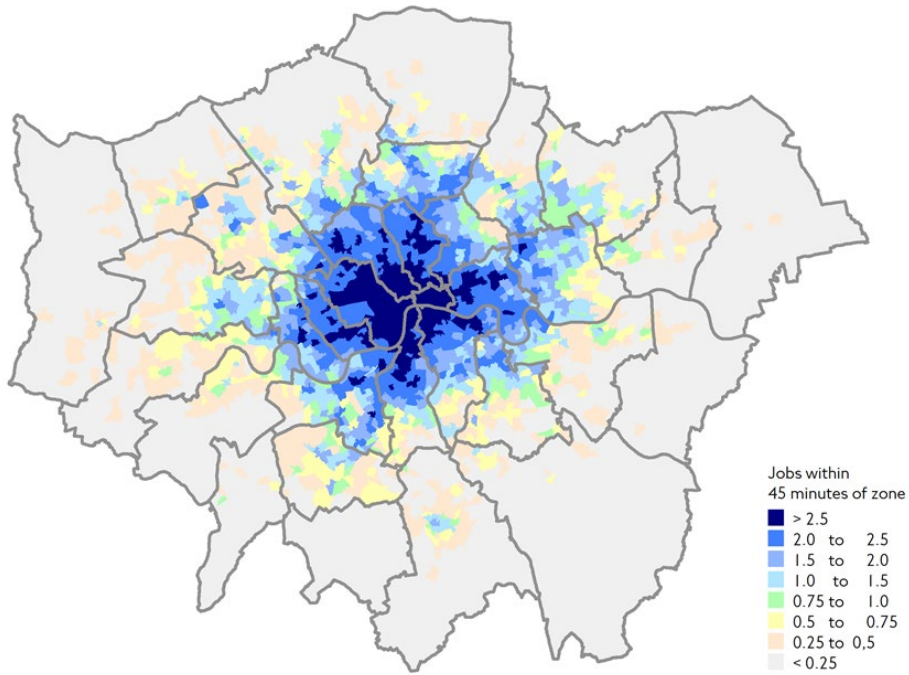 Jobs within
45 minutes of zone
> 2.5
2.0 to 2.5
1.5 to 2.0
1.0 to 1.5
0.75 to 1.0
0.5 to 0.75
0.25 to 0,5
< 0.25